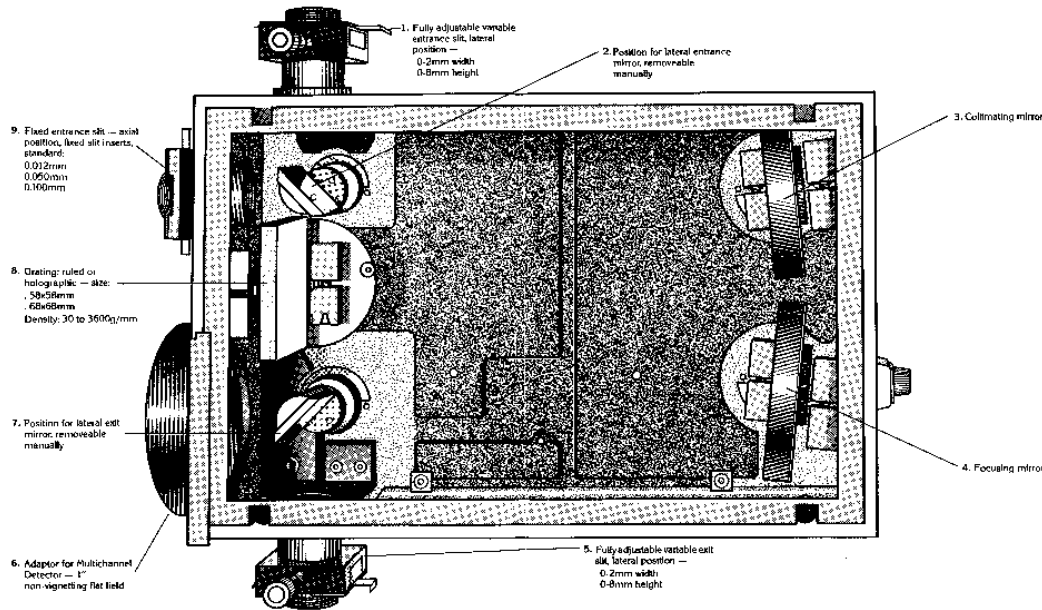 1. Fully adjustable variable
entrance slit, lateral
position —
0-2mm width
0-8mm height
2. Position for lateral entrance
mirror, removeable
manually
3. Collimating mirror
4. Focusing mirror
5. Fully adjustable variable exit
slit, lateral position —
0-2mm width
0-8mm height
6. Adaptor for Multichannel
Detector — 1"
non-vignetting flat field
7. Position for lateral exit
mirror, removeable
manually
8. Grating: ruled or
holographic — size:
. 58x58mm
. 68x68mm
Density: 30 to 3600g/mm
9. Fixed entrance slit — axial
position, fixed slit inserts,
standard:
0.012mm
0.050mm
0.100mm